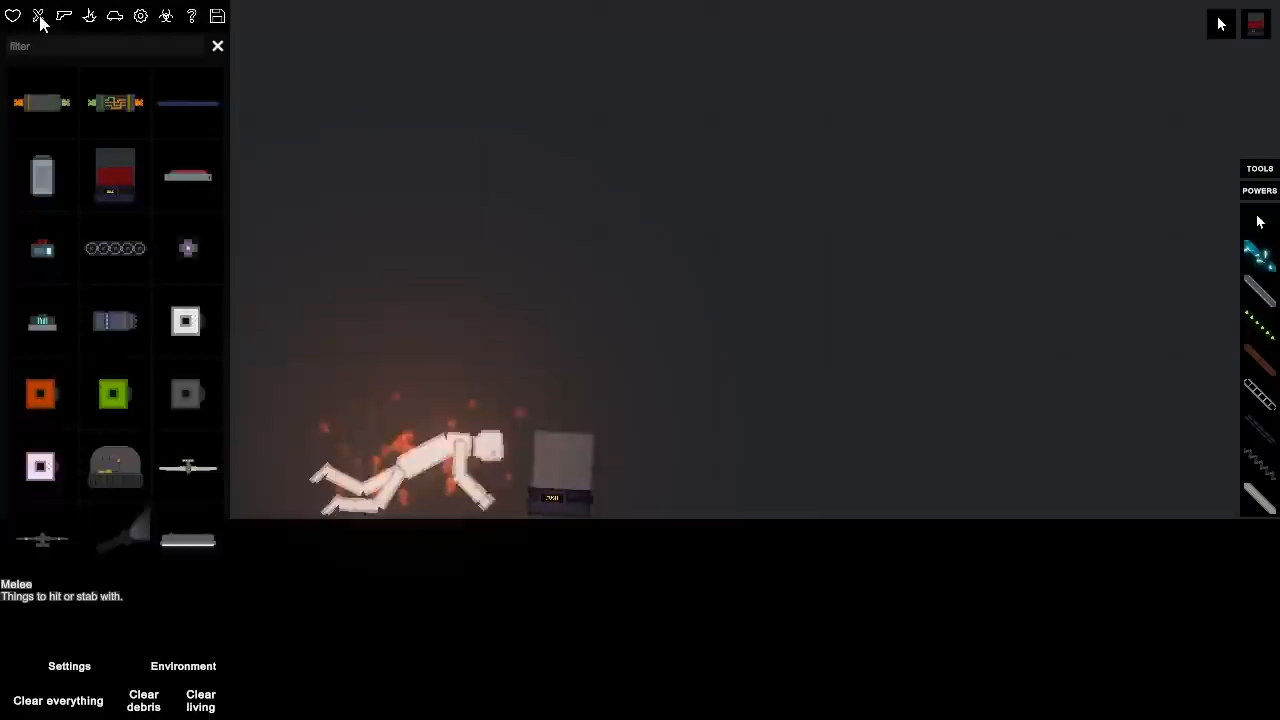 filter
TOOLS
POWERS
Melee
Things to hit or stab with.
Settings
Environment
Clear everything
Clear
debris
Clear
living